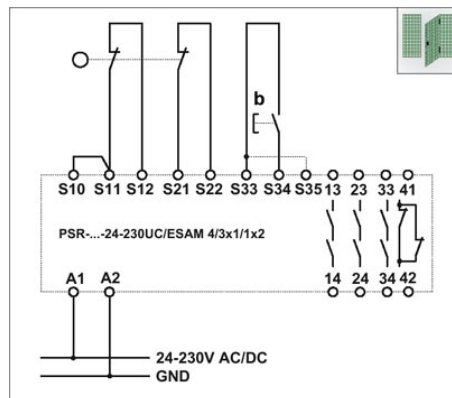 b
S10 S11 S12 S21 S22 S33 S34 S35 13 23 33 41
PSR-...-24-230UC/ESAM 4/3x1/1x2
14 24 34 42
A1 A2
24-230V AC/DC
GND